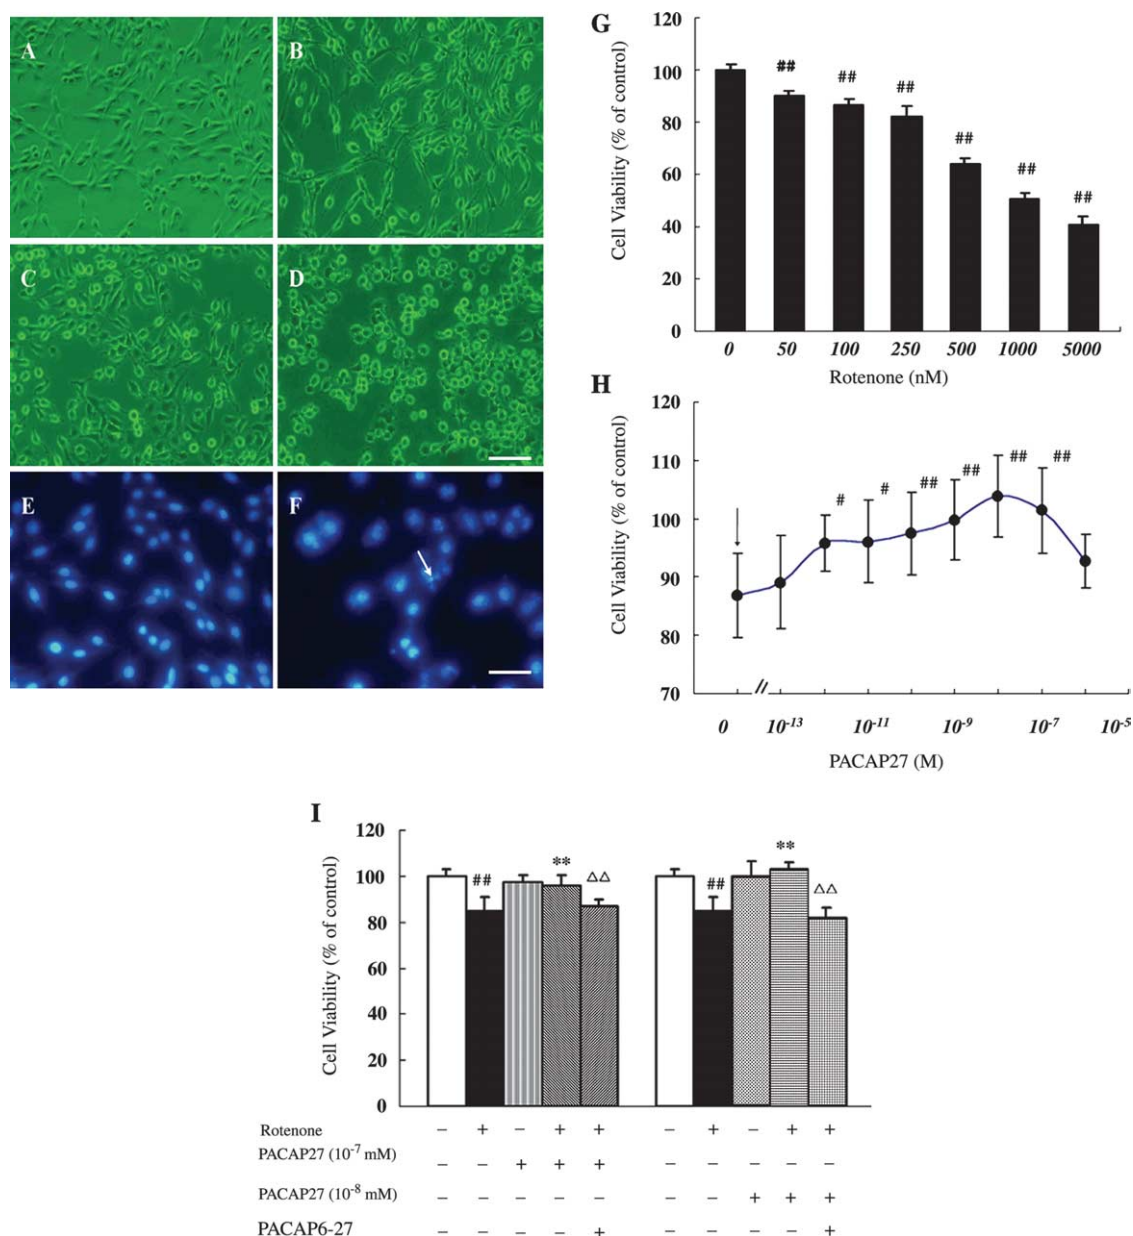 A
B
C
D
E
F
G
Cell Viability (% of control)
120
100
80
60
40
20
0
## ## ## ## ## ##
0 50 100 250 500 1000 5000
Rotenone (nM)
H
Cell Viability (% of control)
120
110
100
90
80
70
# # ## ## ## ##
0 10⁻¹³ 10⁻¹¹ 10⁻⁹ 10⁻⁷ 10⁻⁵
PACAP27 (M)
I
Cell Viability (% of control)
120
100
80
60
40
20
0
## ** △△ ## ** △△
Rotenone – + – + + – + – + +
PACAP27 (10⁻⁷ mM) – – + + + – – – – –
PACAP27 (10⁻⁸ mM) – – – – – – – + + +
PACAP6-27 – – – – + – – – – +